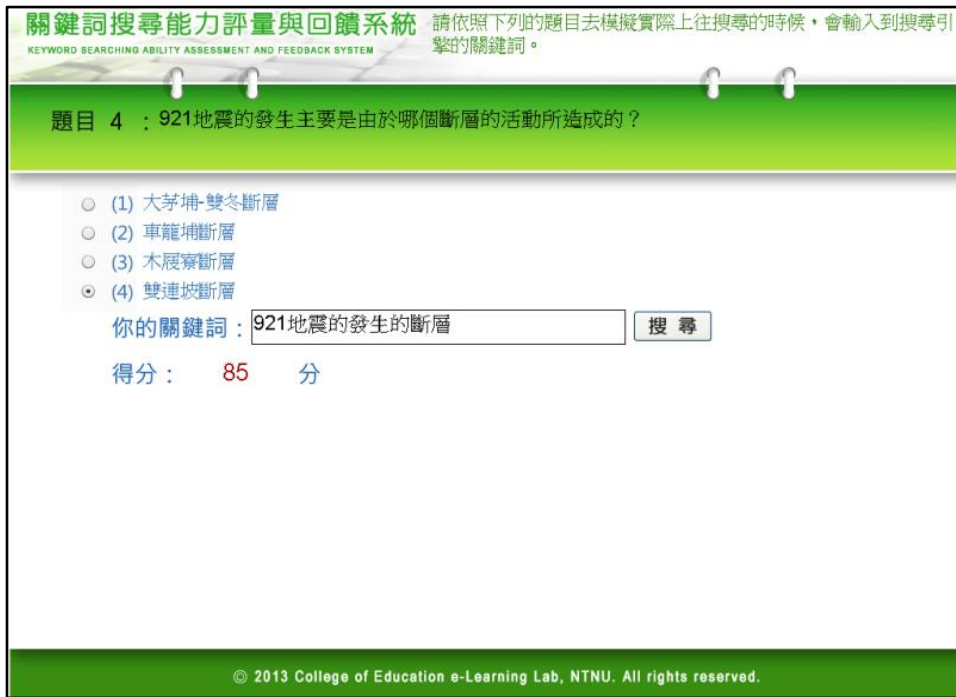 關鍵詞搜尋能力評量與回饋系統
KEYWORD SEARCHING ABILITY ASSESSMENT AND FEEDBACK SYSTEM
請依照下列的題目去模擬實際上往搜尋的時候，會輸入到搜尋引
擎的關鍵詞。
題目 4 ：921地震的發生主要是由於哪個斷層的活動所造成的？
(1) 大茅埔-雙冬斷層
(2) 車籠埔斷層
(3) 木屐寮斷層
(4) 雙連坡斷層
你的關鍵詞：921地震的發生的斷層 搜 尋
得分： 85 分
© 2013 College of Education e-Learning Lab, NTNU. All rights reserved.